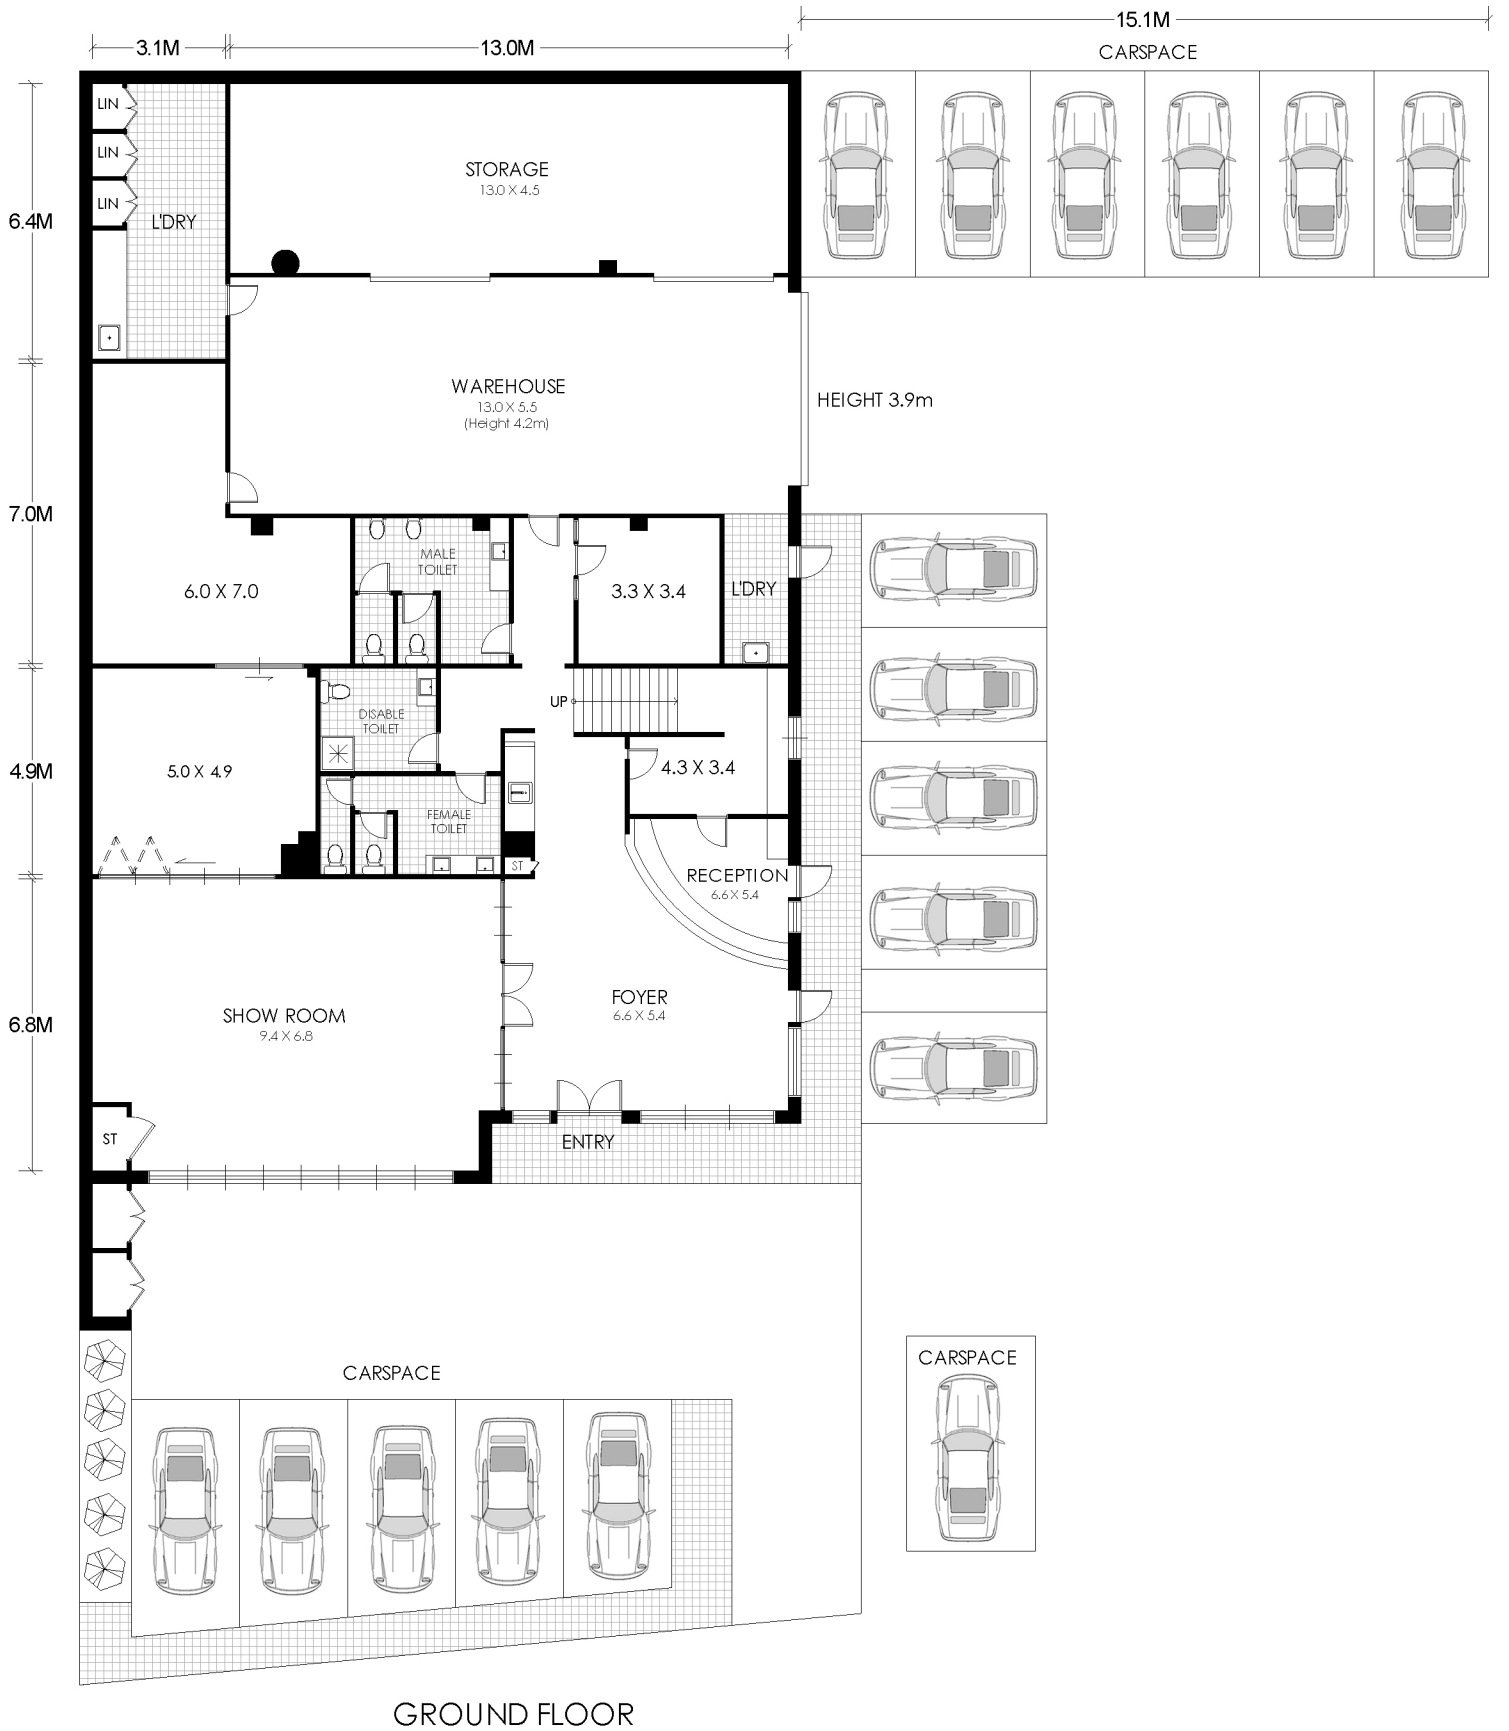 15.1M
3.1M
13.0M
CARSPACE
LIN
LIN
LIN
L'DRY
STORAGE
13.0 X 4.5
6.4M
WAREHOUSE
13.0 X 5.5
(Height 4.2m)
HEIGHT 3.9m
7.0M
6.0 X 7.0
MALE
TOILET
3.3 X 3.4
L'DRY
DISABLE
TOILET
UP
4.9M
5.0 X 4.9
4.3 X 3.4
FEMALE
TOILET
ST
RECEPTION
6.6 X 5.4
FOYER
6.6 X 5.4
SHOW ROOM
9.4 X 6.8
6.8M
ST
ENTRY
CARSPACE
CARSPACE
GROUND FLOOR